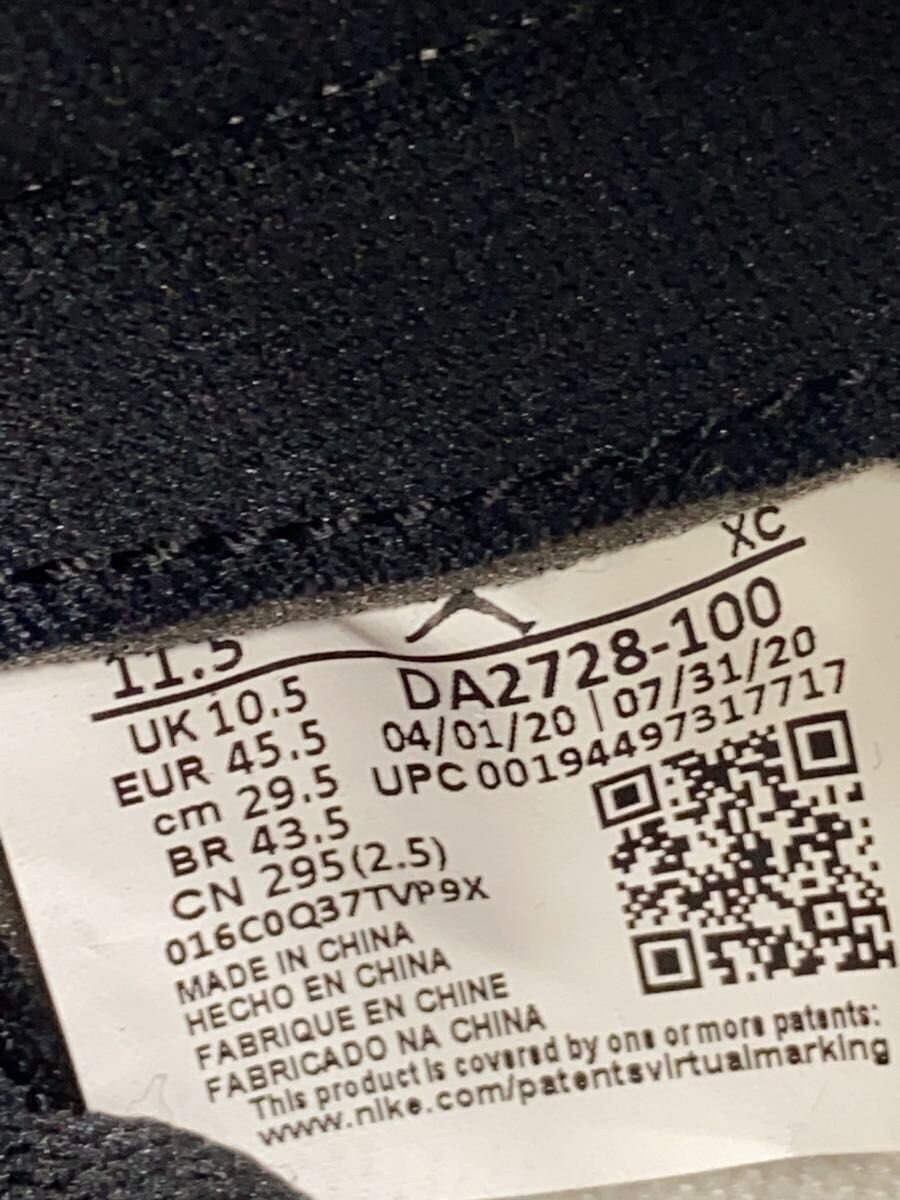 XC
11.5
DA2728-100
UK 10.5
04/01/20 | 07/31/20
EUR 45.5
UPC 00194497317717
cm 29.5
BR 43.5
CN 295(2.5)
016C0Q37TVP9X
MADE IN CHINA
HECHO EN CHINA
FABRIQUE EN CHINE
FABRICADO NA CHINA
This product is covered by one or more patents:
www.nike.com/patentsvirtualmarking